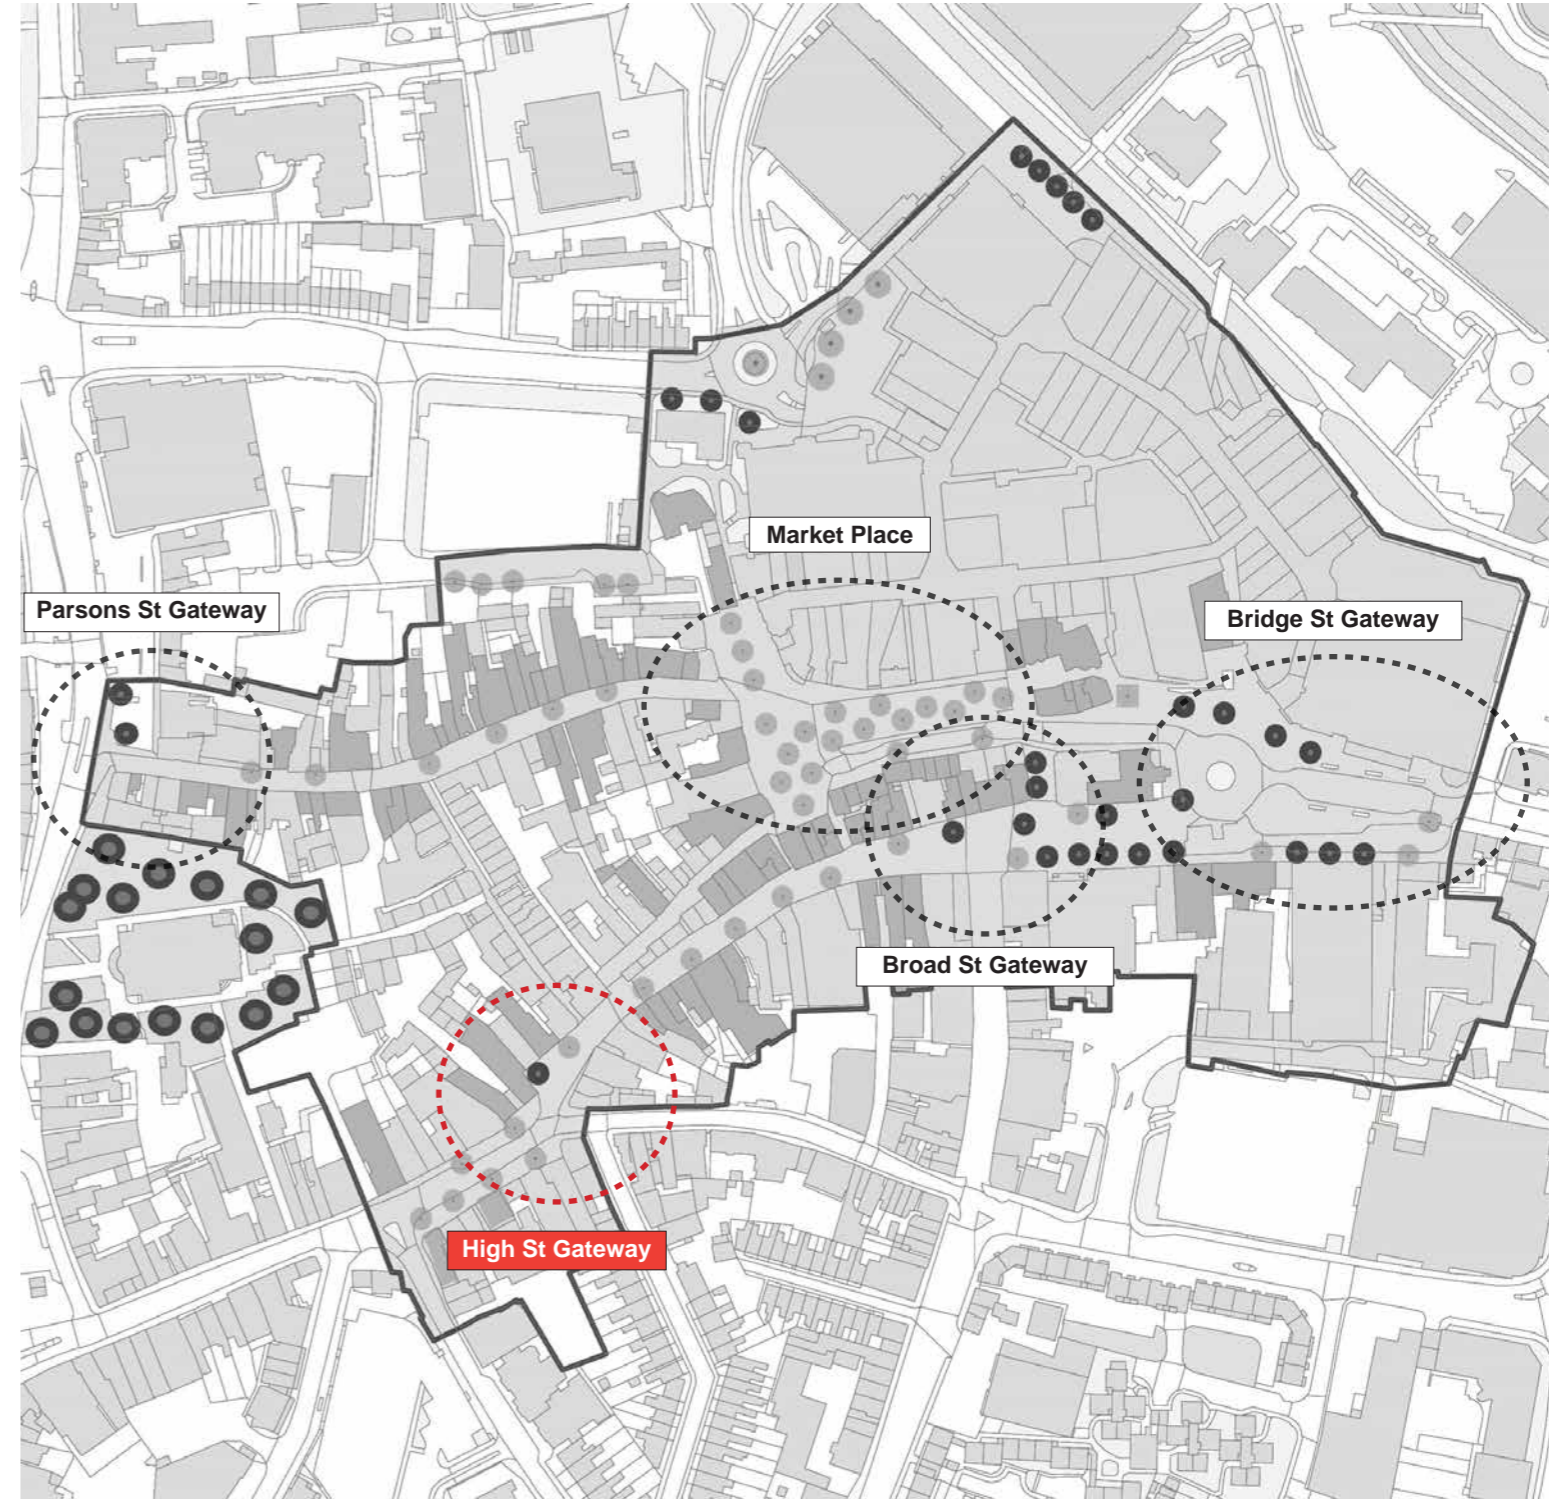 Market Place
Parsons St Gateway
Bridge St Gateway
Broad St Gateway
High St Gateway